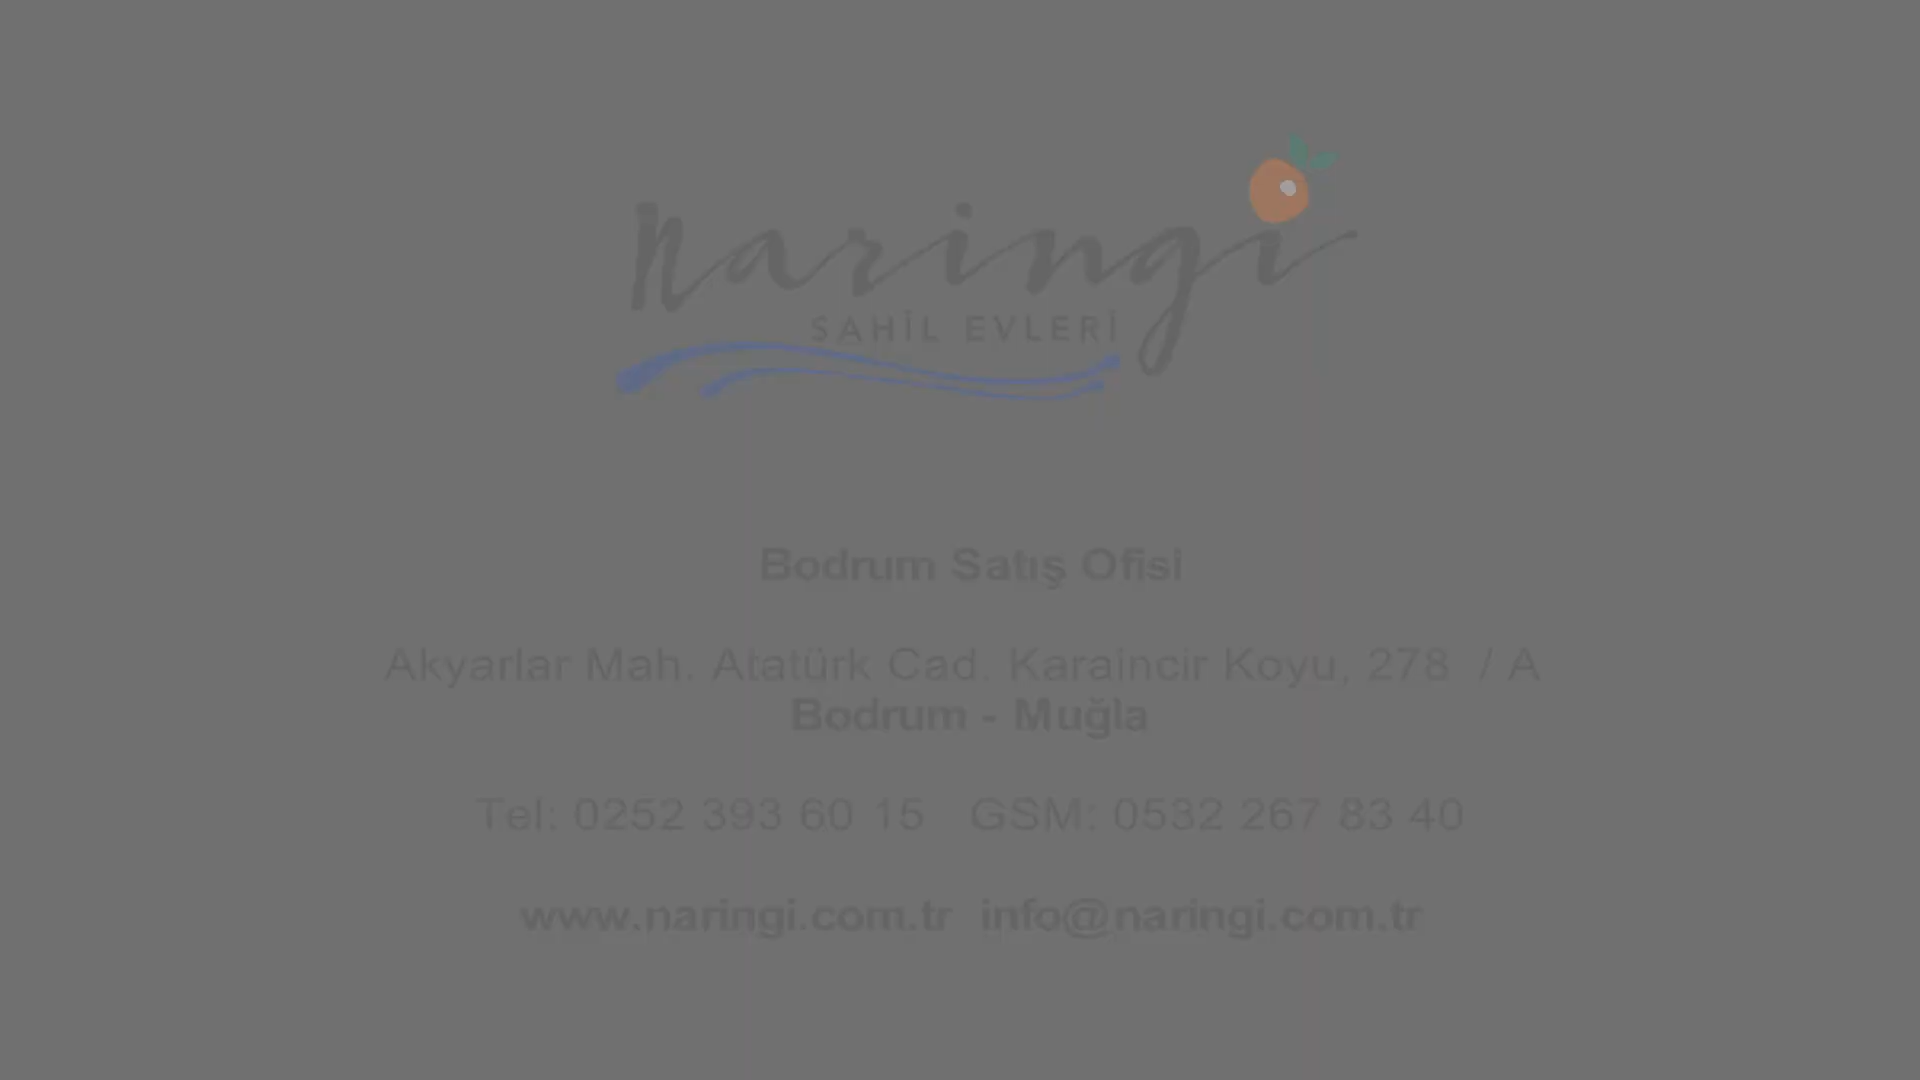 Naringi
SAHİL EVLERİ
Bodrum Satış Ofisi
Akyarlar Mah. Atatürk Cad. Karaincir Koyu, 278 / A
Bodrum - Muğla
Tel: 0252 393 60 15 GSM: 0532 267 83 40
www.naringi.com.tr info@naringi.com.tr